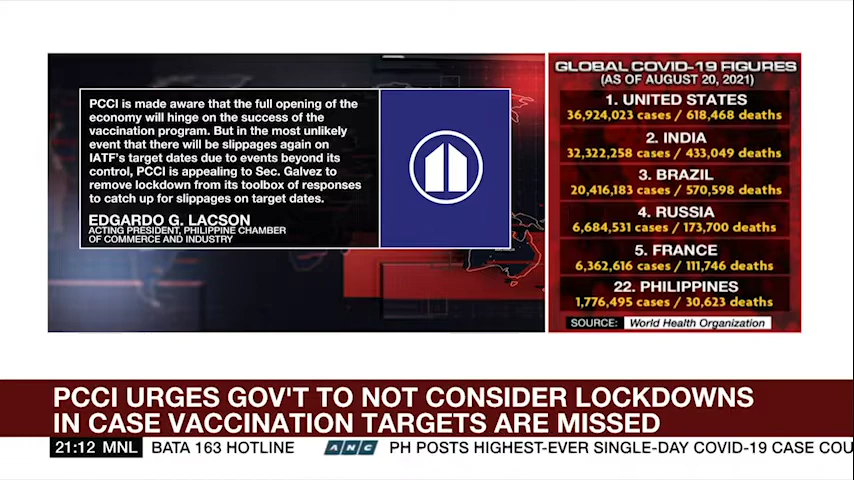 PCCI is made aware that the full opening of the
economy will hinge on the success of the
vaccination program. But in the most unlikely
event that there will be slippages again on
IATF's target dates due to events beyond its
control, PCCI is appealing to Sec. Galvez to
remove lockdown from its toolbox of responses
to catch up for slippages on target dates.
EDGARDO G. LACSON
ACTING PRESIDENT, PHILIPPINE CHAMBER
OF COMMERCE AND INDUSTRY
GLOBAL COVID-19 FIGURES
(AS OF AUGUST 20, 2021)
1. UNITED STATES
36,924,023 cases / 618,468 deaths
2. INDIA
32,322,258 cases / 433,049 deaths
3. BRAZIL
20,416,183 cases / 570,598 deaths
4. RUSSIA
6,684,531 cases / 173,700 deaths
5. FRANCE
6,362,616 cases / 111,746 deaths
22. PHILIPPINES
1,776,495 cases / 30,623 deaths
SOURCE: World Health Organization
PCCI URGES GOV'T TO NOT CONSIDER LOCKDOWNS
IN CASE VACCINATION TARGETS ARE MISSED
21:12 MNL BATA 163 HOTLINE ANC PH POSTS HIGHEST-EVER SINGLE-DAY COVID-19 CASE COU